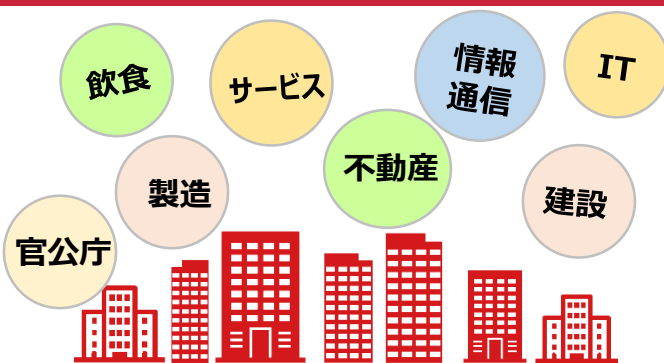 飲食
サービス
情報
通信
IT
製造
不動産
建設
官公庁